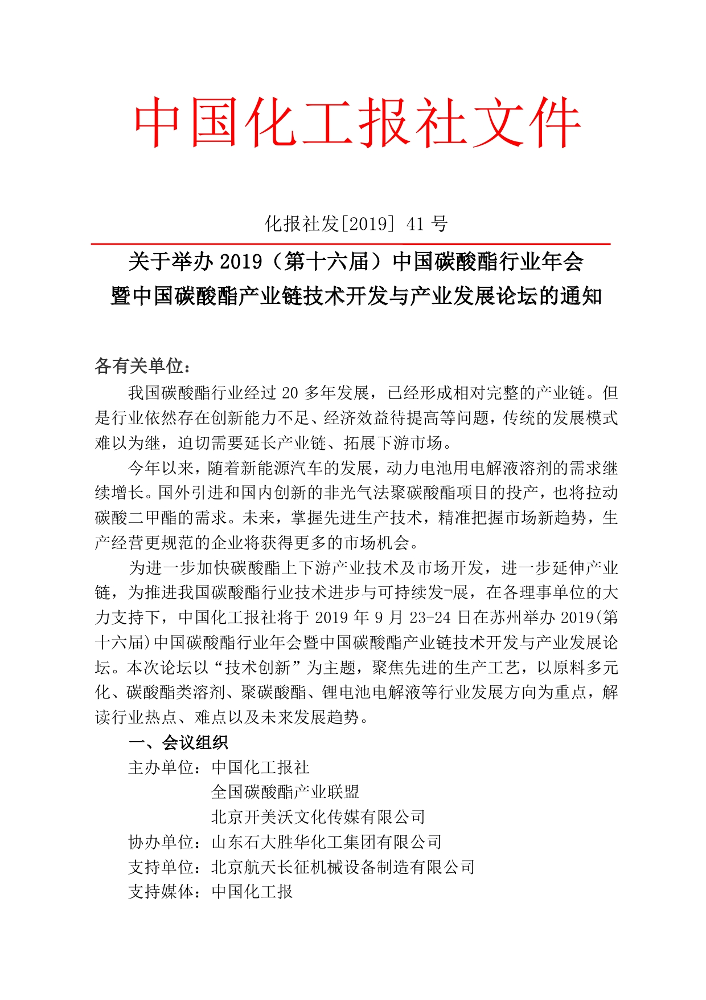 中国化工报社文件
化报社发[2019] 41 号
关于举办 2019（第十六届）中国碳酸酯行业年会
暨中国碳酸酯产业链技术开发与产业发展论坛的通知
各有关单位：
我国碳酸酯行业经过 20 多年发展，已经形成相对完整的产业链。但
是行业依然存在创新能力不足、经济效益待提高等问题，传统的发展模式
难以为继，迫切需要延长产业链、拓展下游市场。
今年以来，随着新能源汽车的发展，动力电池用电解液溶剂的需求继
续增长。国外引进和国内创新的非光气法聚碳酸酯项目的投产，也将拉动
碳酸二甲酯的需求。未来，掌握先进生产技术，精准把握市场新趋势，生
产经营更规范的企业将获得更多的市场机会。
为进一步加快碳酸酯上下游产业技术及市场开发，进一步延伸产业
链，为推进我国碳酸酯行业技术进步与可持续发ﾂ¬展，在各理事单位的大
力支持下，中国化工报社将于 2019 年 9 月 23-24 日在苏州举办 2019(第
十六届)中国碳酸酯行业年会暨中国碳酸酯产业链技术开发与产业发展论
坛。本次论坛以“技术创新”为主题，聚焦先进的生产工艺，以原料多元
化、碳酸酯类溶剂、聚碳酸酯、锂电池电解液等行业发展方向为重点，解
读行业热点、难点以及未来发展趋势。
一、会议组织
主办单位：中国化工报社
全国碳酸酯产业联盟
北京开美沃文化传媒有限公司
协办单位：山东石大胜华化工集团有限公司
支持单位：北京航天长征机械设备制造有限公司
支持媒体：中国化工报